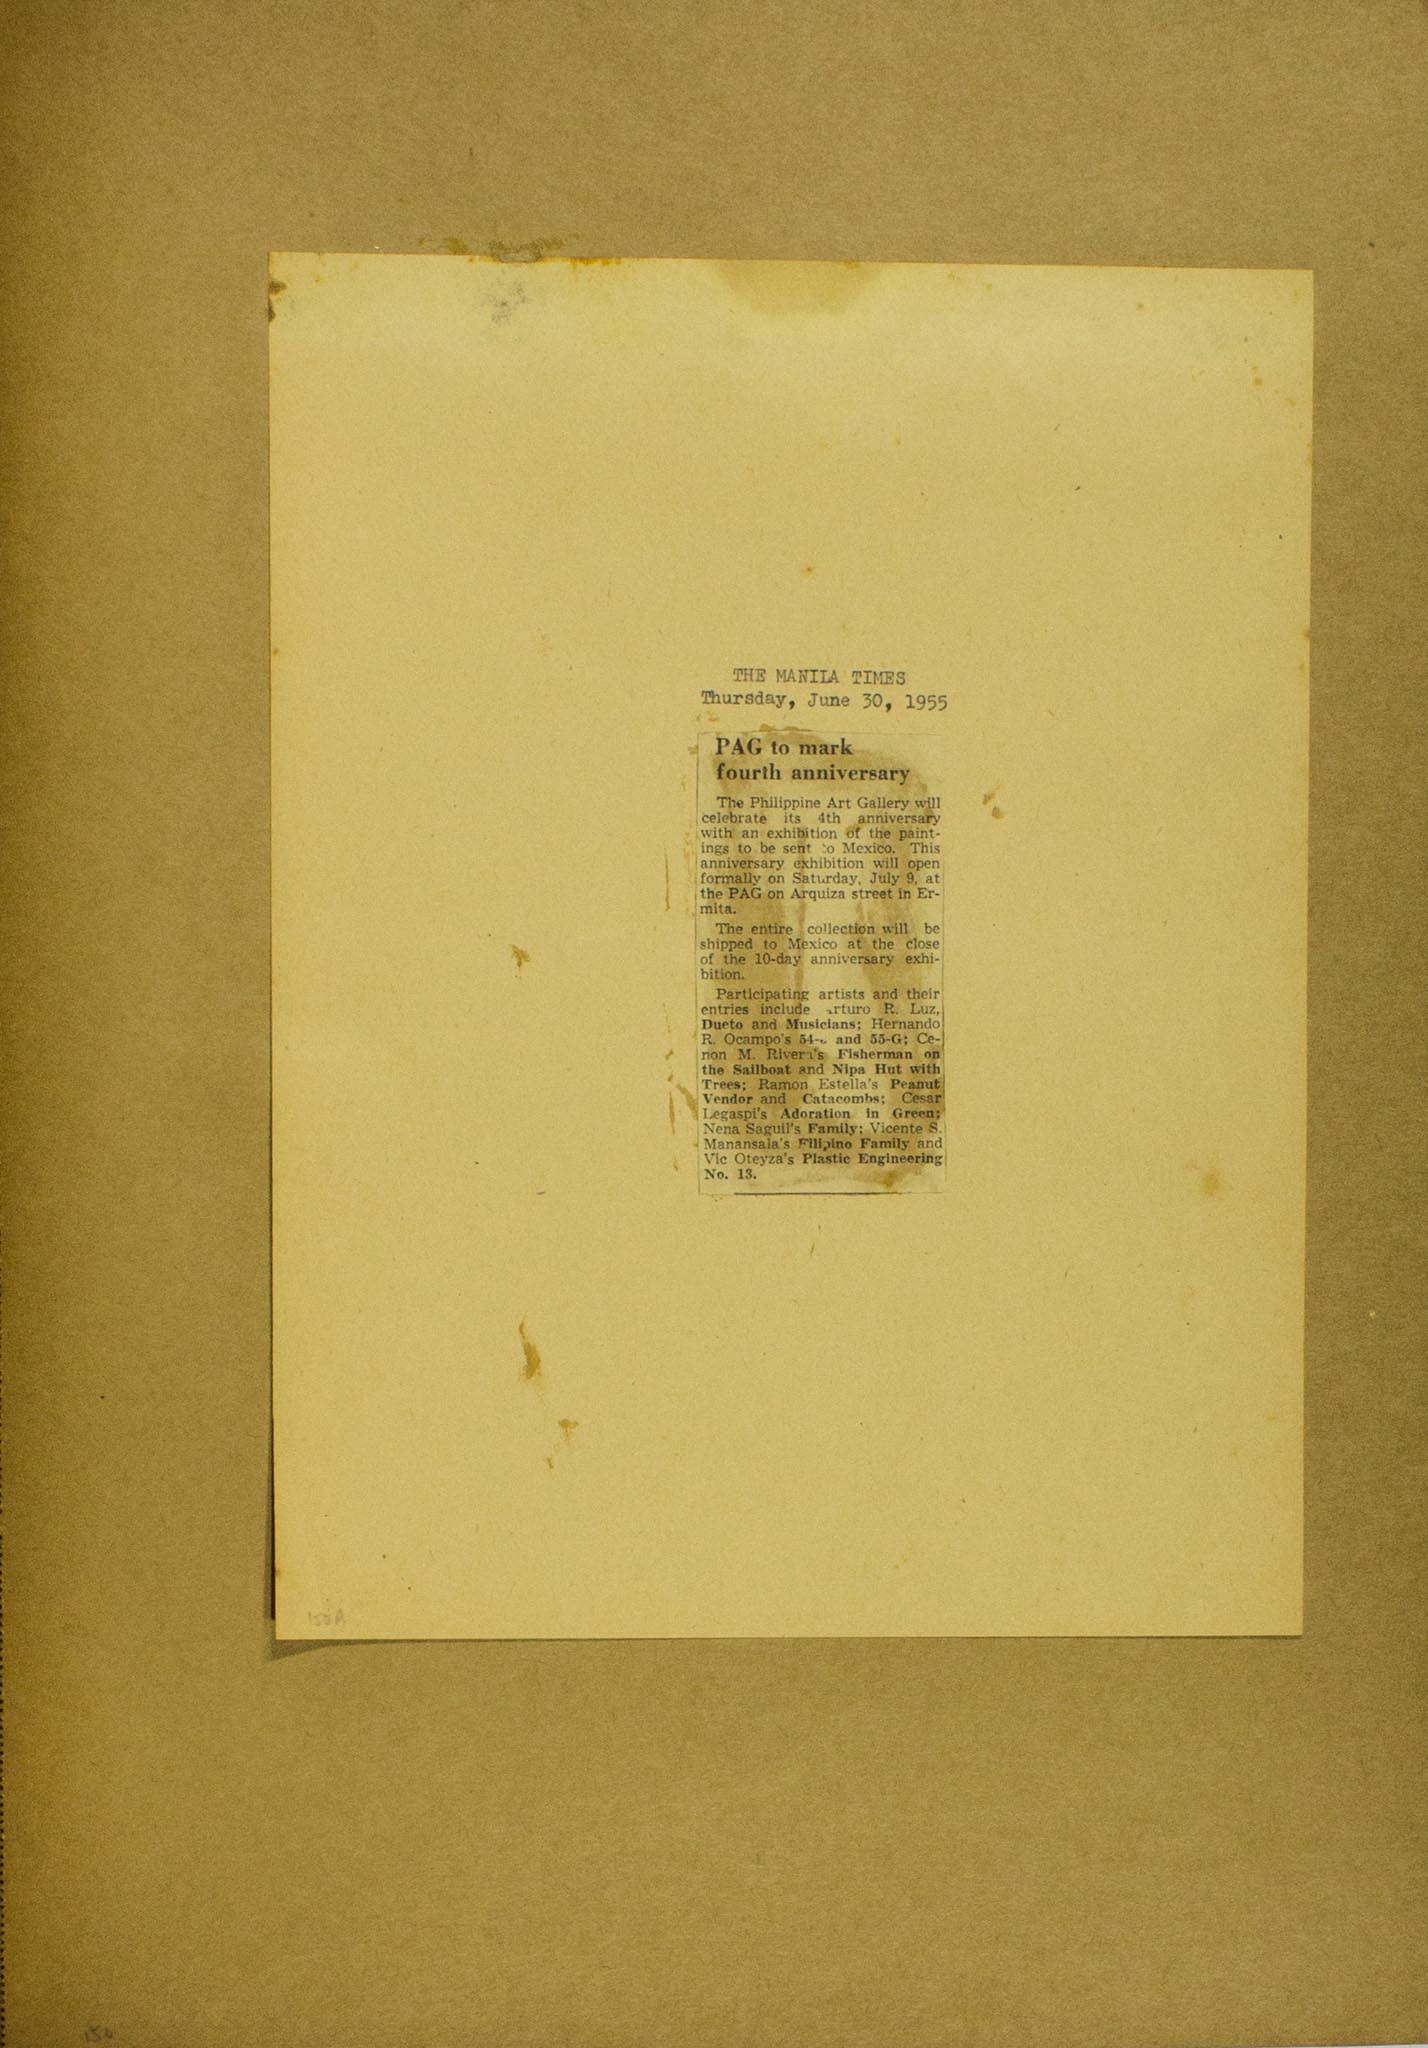 THE MANILA TIMES
Thursday, June 30, 1955
PAG to mark
fourth anniversary
The Philippine Art Gallery will
celebrate its 4th anniversary
with an exhibition of the paint-
ings to be sent to Mexico. This
anniversary exhibition will open
formally on Saturday, July 9, at
the PAG on Arquiza street in Er-
mita.
The entire collection will be
shipped to Mexico at the close
of the 10-day anniversary exhi-
bition.
Participating artists and their
entries include Arturo R. Luz,
Dueto and Musicians; Hernando
R. Ocampo's and 55-G; Ce-
non M. Rivera's Fisherman on
the Sailboat and Nipa Hut with
Trees; Ramon Estella's Peanut
Vendor and Catacombs; Cesar
Legaspi's Adoration in Green;
Nena Saguil's Family; Vicente S.
Manansala's Filipino Family and
Vic Oteyza's Plastic Engineering
No. 13.
150A
150